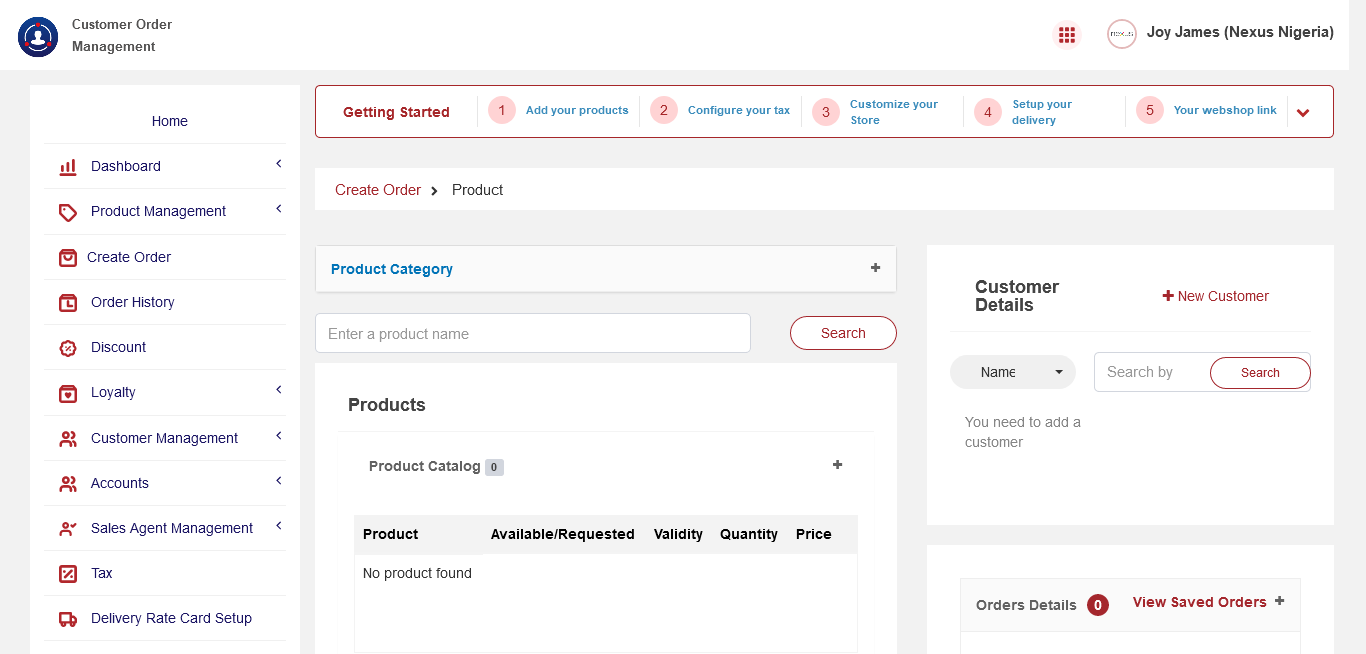 Customer Order
Management
nexus
Joy James (Nexus Nigeria)
Home
Dashboard
Product Management
Create Order
Order History
Discount
Loyalty
Customer Management
Accounts
Sales Agent Management
Tax
Delivery Rate Card Setup
Getting Started
1 Add your products
2 Configure your tax
3 Customize your
Store
4 Setup your
delivery
5 Your webshop link
Create Order > Product
Product Category +
Enter a product name
Search
Products
Product Catalog 0 +
Product Available/Requested Validity Quantity Price
No product found
Customer
Details
+ New Customer
Name
Search by
Search
You need to add a
customer
Orders Details 0 View Saved Orders +